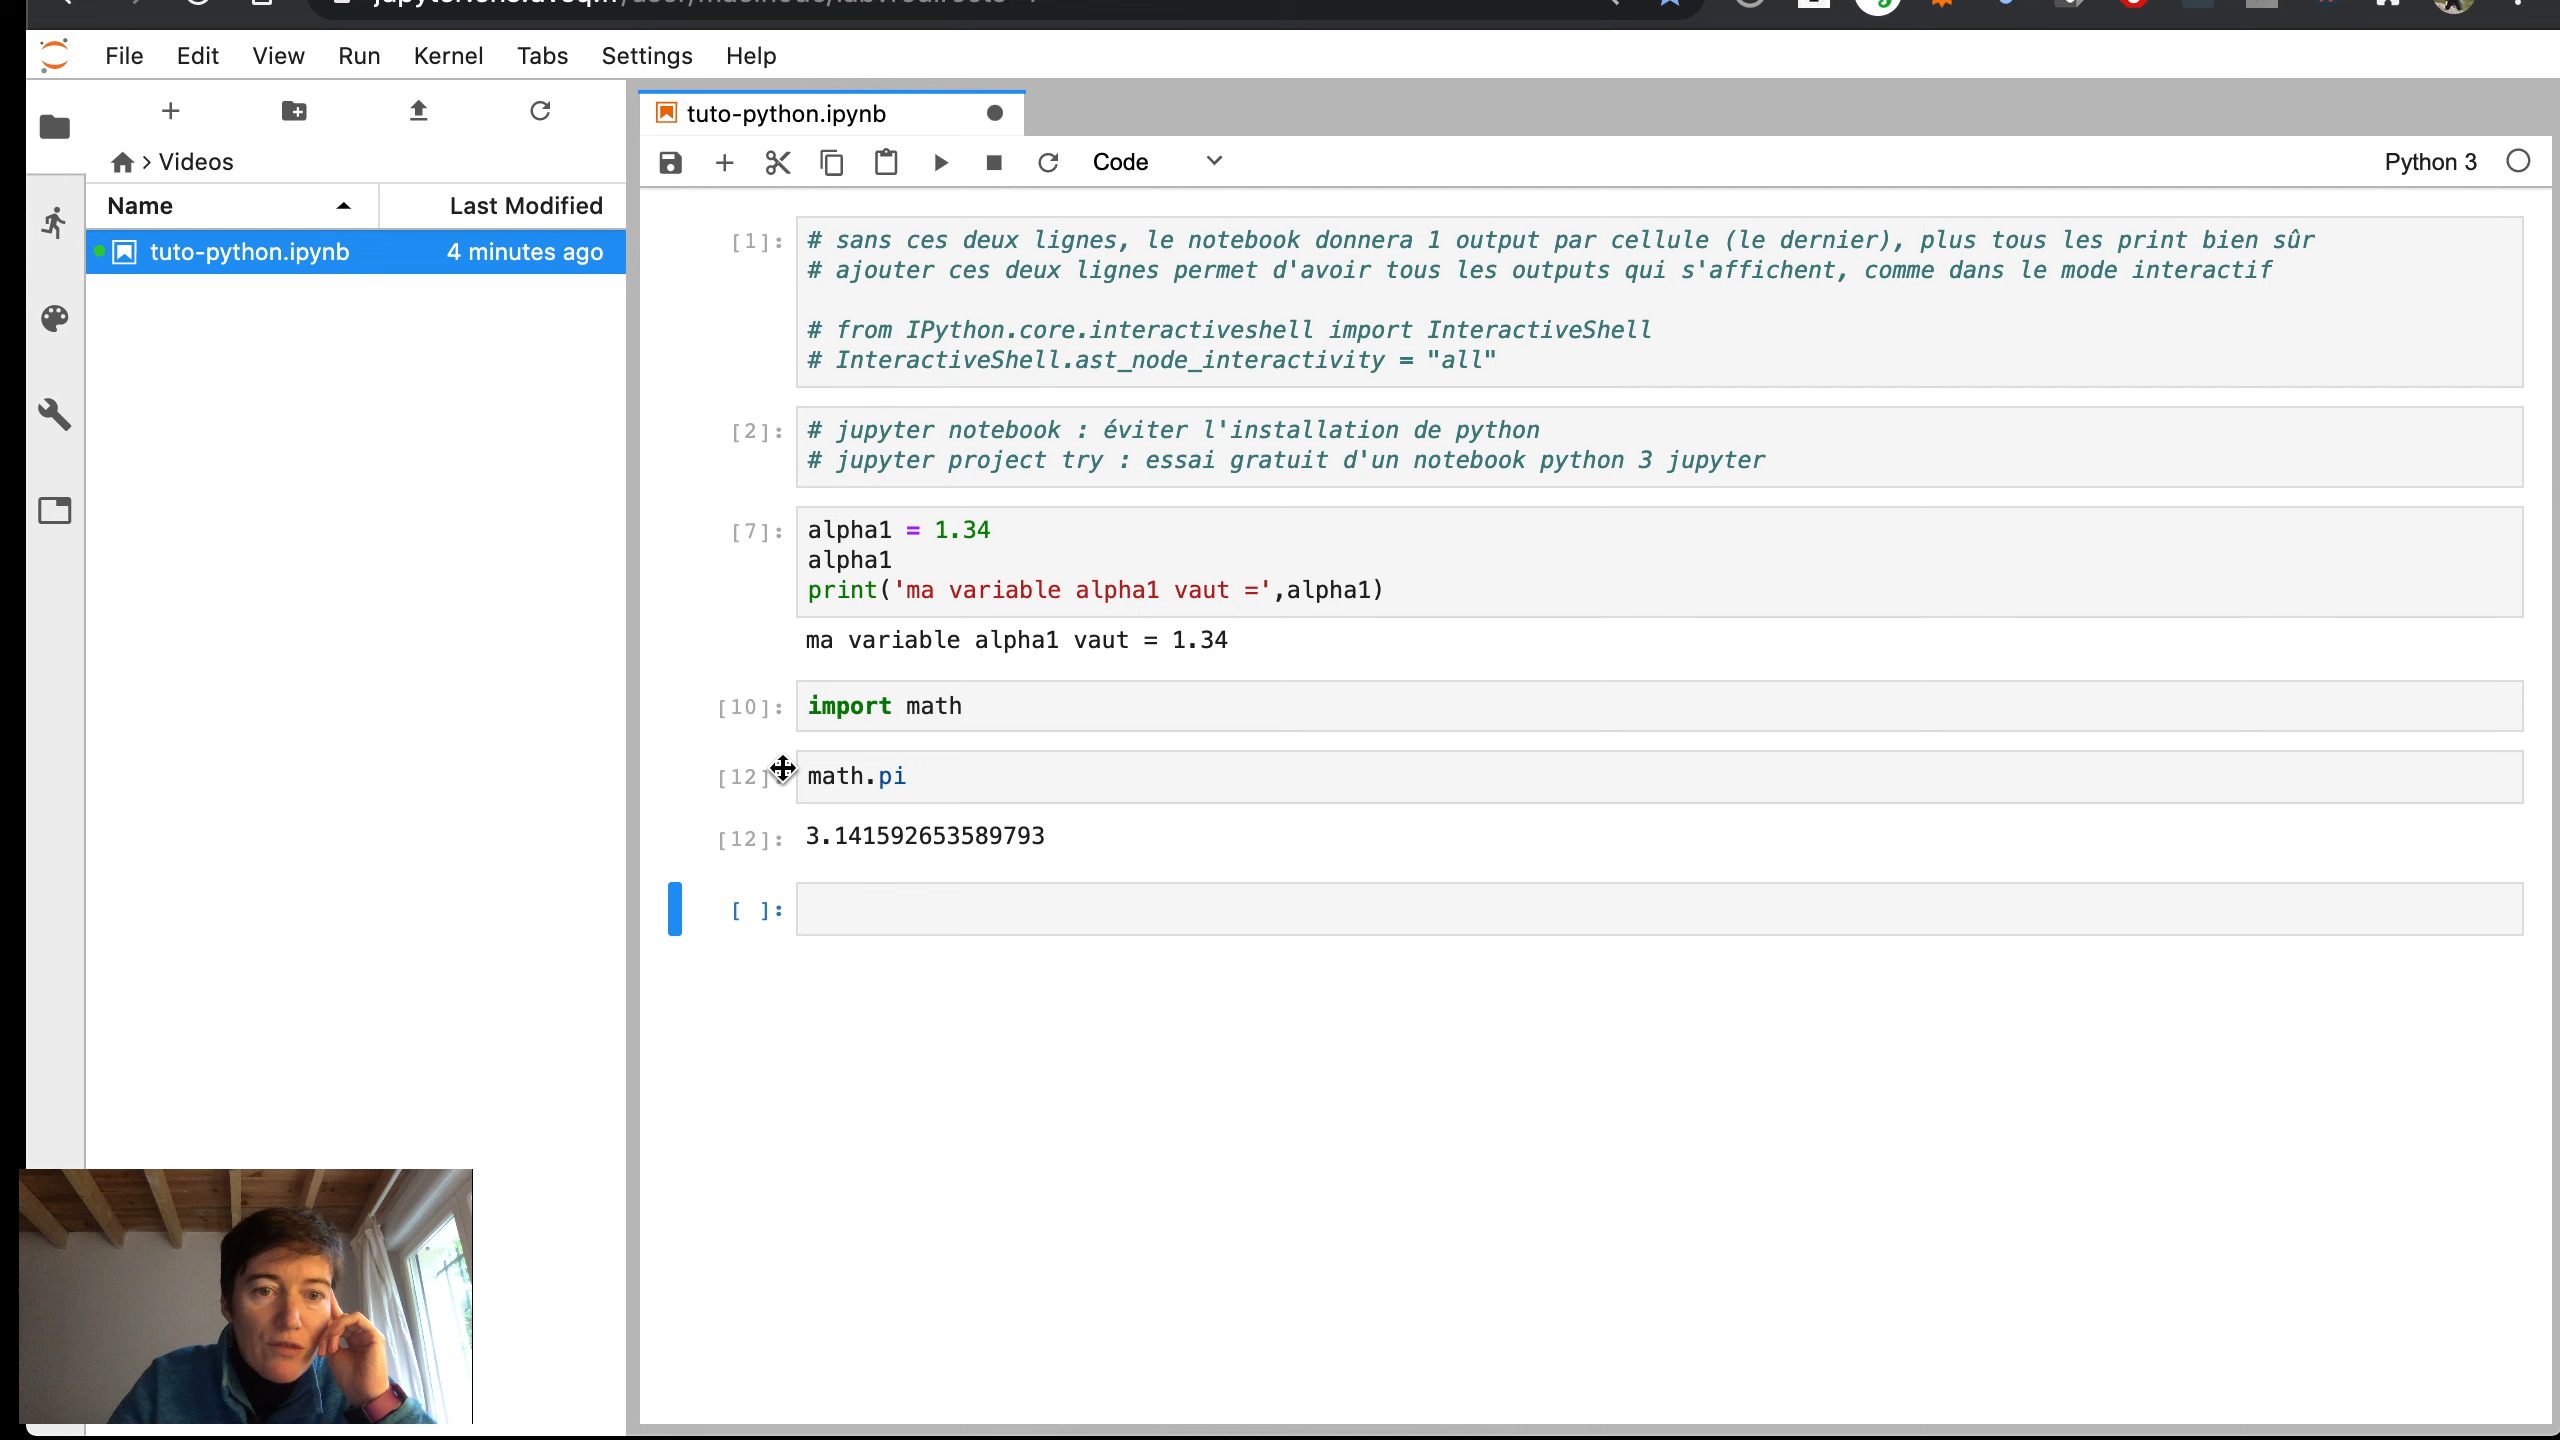 File Edit View Run Kernel Tabs Settings Help
tuto-python.ipynb
Videos
Code
Python 3
Name Last Modified
tuto-python.ipynb 4 minutes ago
[1]: # sans ces deux lignes, le notebook donnera 1 output par cellule (le dernier), plus tous les print bien sûr
# ajouter ces deux lignes permet d'avoir tous les outputs qui s'affichent, comme dans le mode interactif
# from IPython.core.interactiveshell import InteractiveShell
# InteractiveShell.ast_node_interactivity = "all"
[2]: # jupyter notebook : éviter l'installation de python
# jupyter project try : essai gratuit d'un notebook python 3 jupyter
[7]: alpha1 = 1.34
alpha1
print('ma variable alpha1 vaut =',alpha1)
ma variable alpha1 vaut = 1.34
[10]: import math
[12] math.pi
[12]: 3.141592653589793
[ ]: